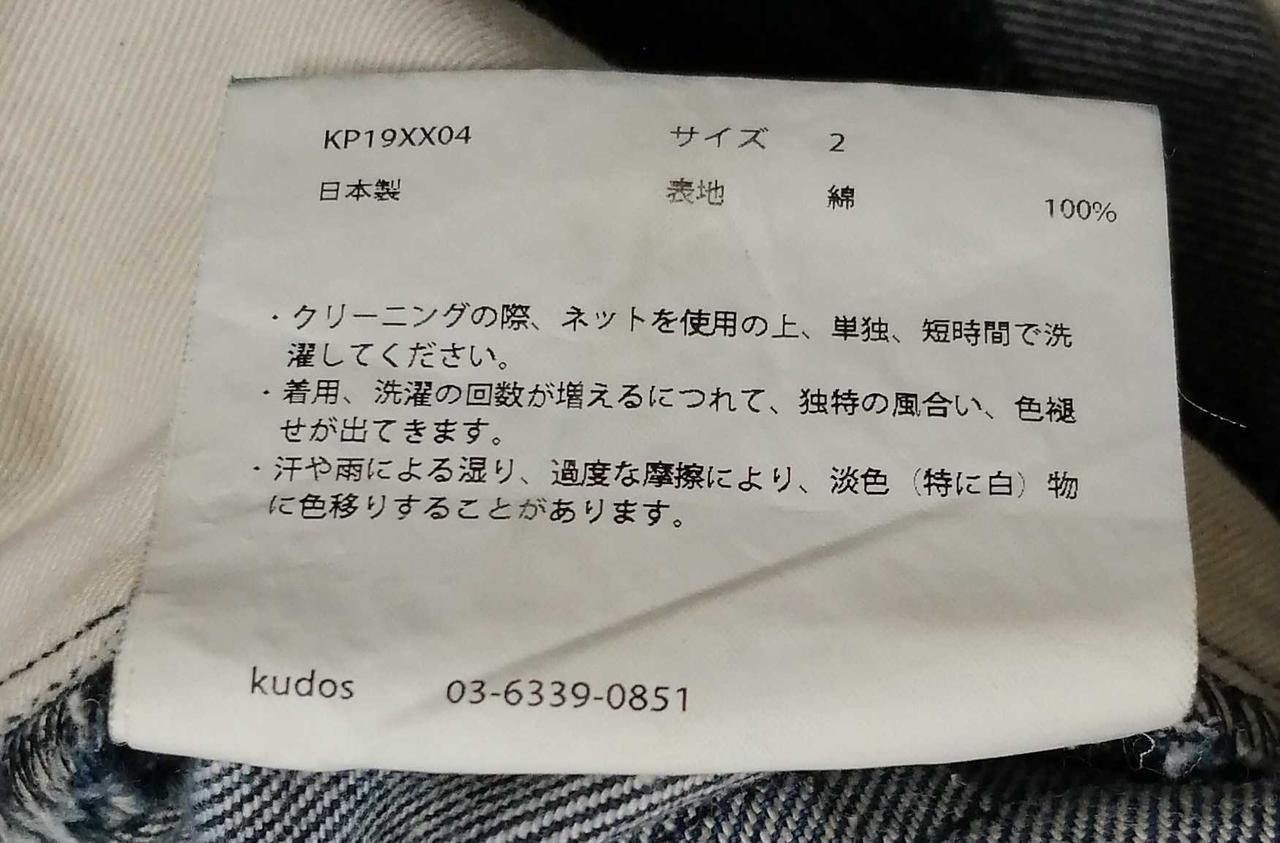 KP19XX04 サイズ 2
日本製 表地 綿 100%
・クリーニングの際、ネットを使用の上、単独、短時間で洗
濯してください。
・着用、洗濯の回数が増えるにつれて、独特の風合い、色褪
せが出てきます。
・汗や雨による湿り、過度な摩擦により、淡色（特に白）物
に色移りすることがあります。
kudos 03-6339-0851